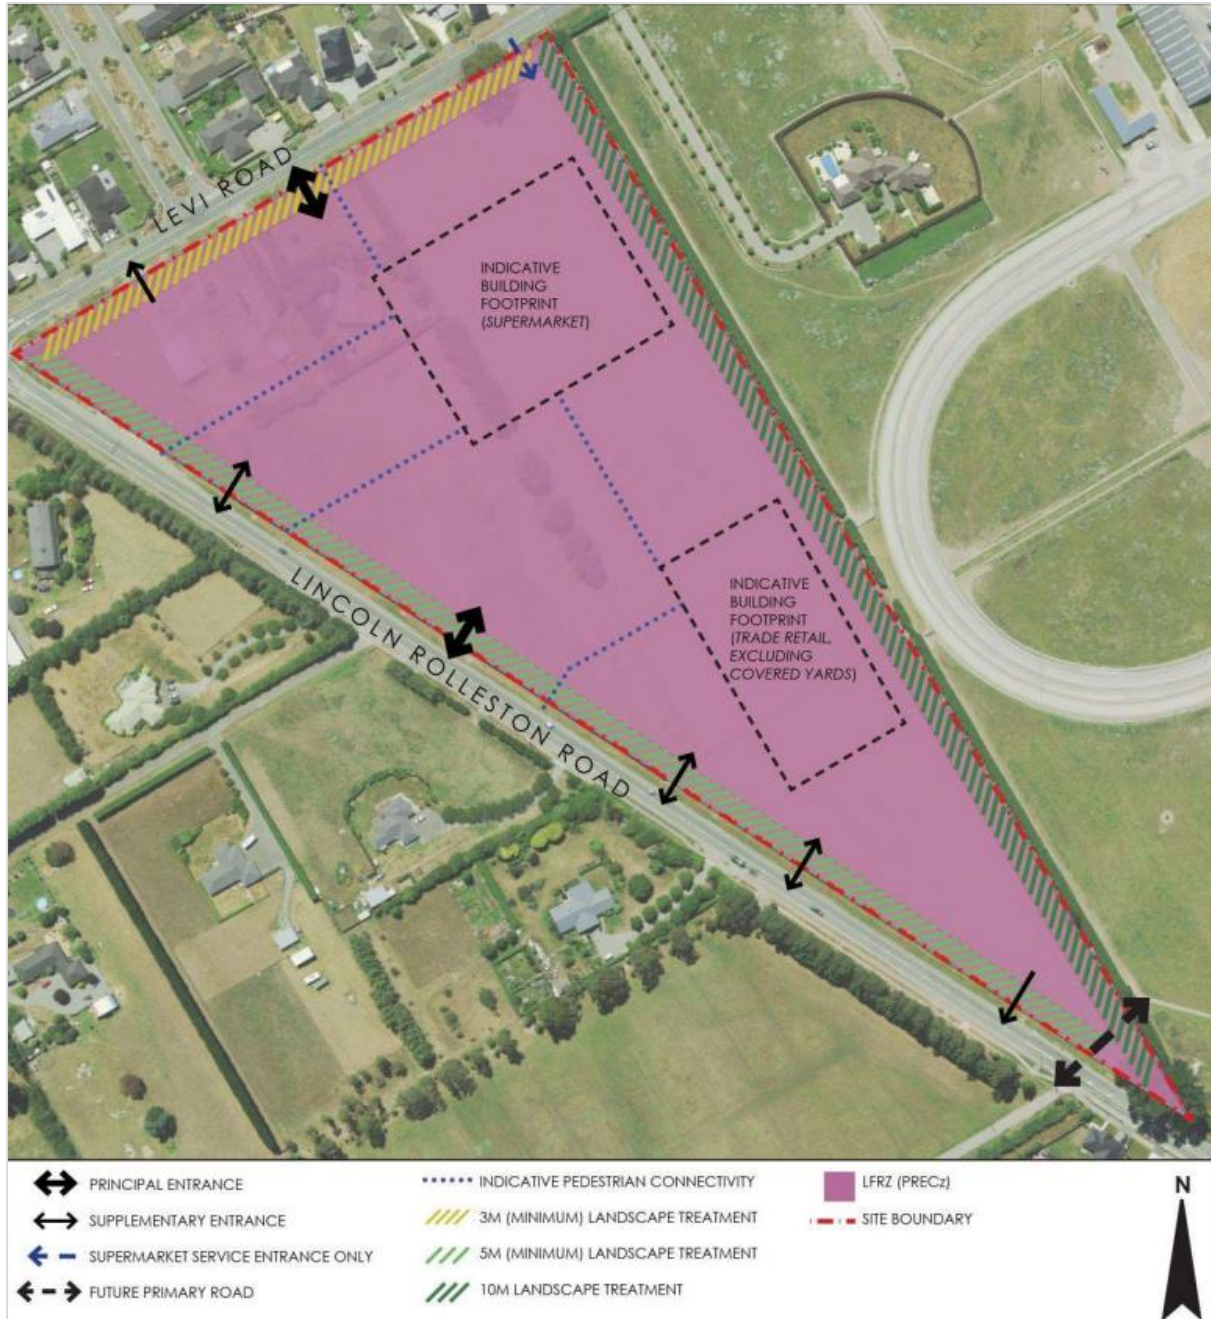 LEVI ROAD
INDICATIVE
BUILDING
FOOTPRINT
(SUPERMARKET)
INDICATIVE
BUILDING
FOOTPRINT
(TRADE RETAIL,
EXCLUDING
COVERED YARDS)
LINCOLN ROLLESTON ROAD
PRINCIPAL ENTRANCE
SUPPLEMENTARY ENTRANCE
SUPERMARKET SERVICE ENTRANCE ONLY
FUTURE PRIMARY ROAD
INDICATIVE PEDESTRIAN CONNECTIVITY
3M (MINIMUM) LANDSCAPE TREATMENT
5M (MINIMUM) LANDSCAPE TREATMENT
10M LANDSCAPE TREATMENT
LFRZ (PRECz)
SITE BOUNDARY
N